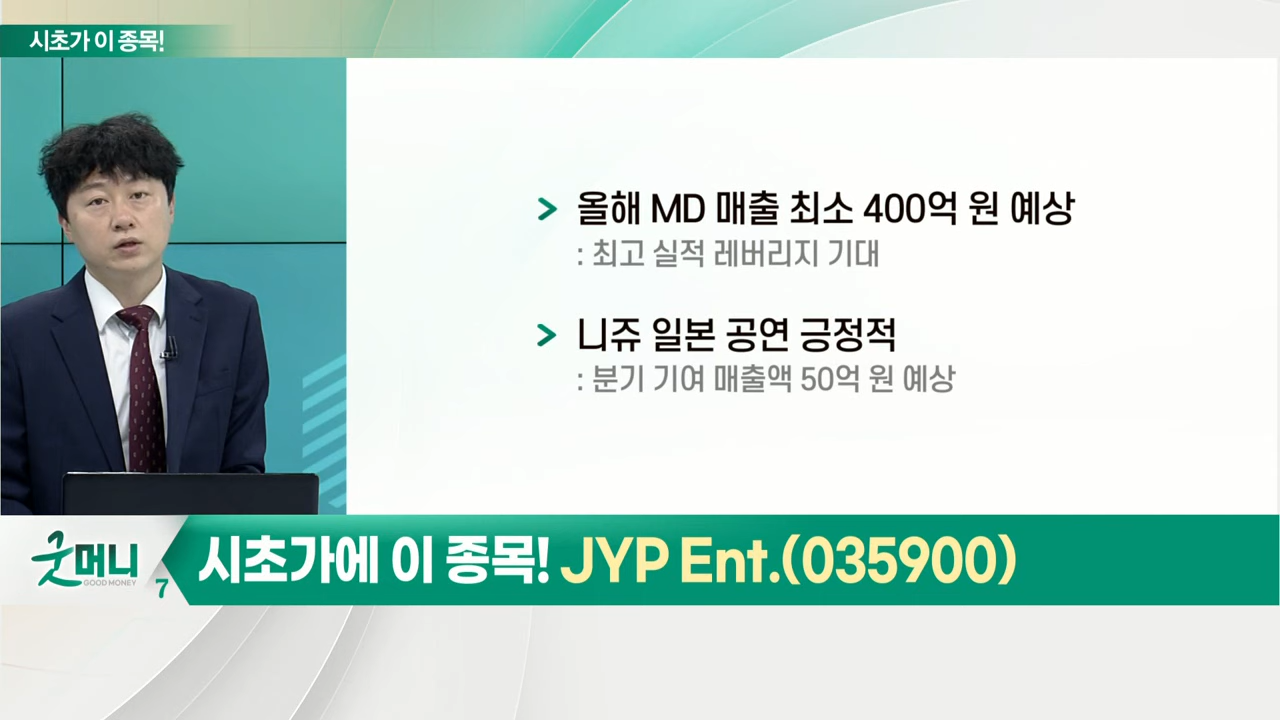 시초가 이 종목!
올해 MD 매출 최소 400억 원 예상
: 최고 실적 레버리지 기대
니쥬 일본 공연 긍정적
: 분기 기여 매출액 50억 원 예상
굿머니
GOOD MONEY
7
시초가에 이 종목! JYP Ent.(035900)